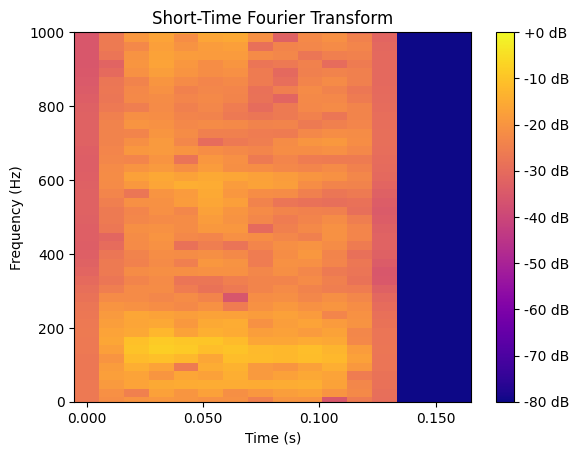 Short-Time Fourier Transform
1000
800
600
400
200
0
Frequency (Hz)
0.000
0.050
0.100
0.150
Time (s)
+0 dB
-10 dB
-20 dB
-30 dB
-40 dB
-50 dB
-60 dB
-70 dB
-80 dB